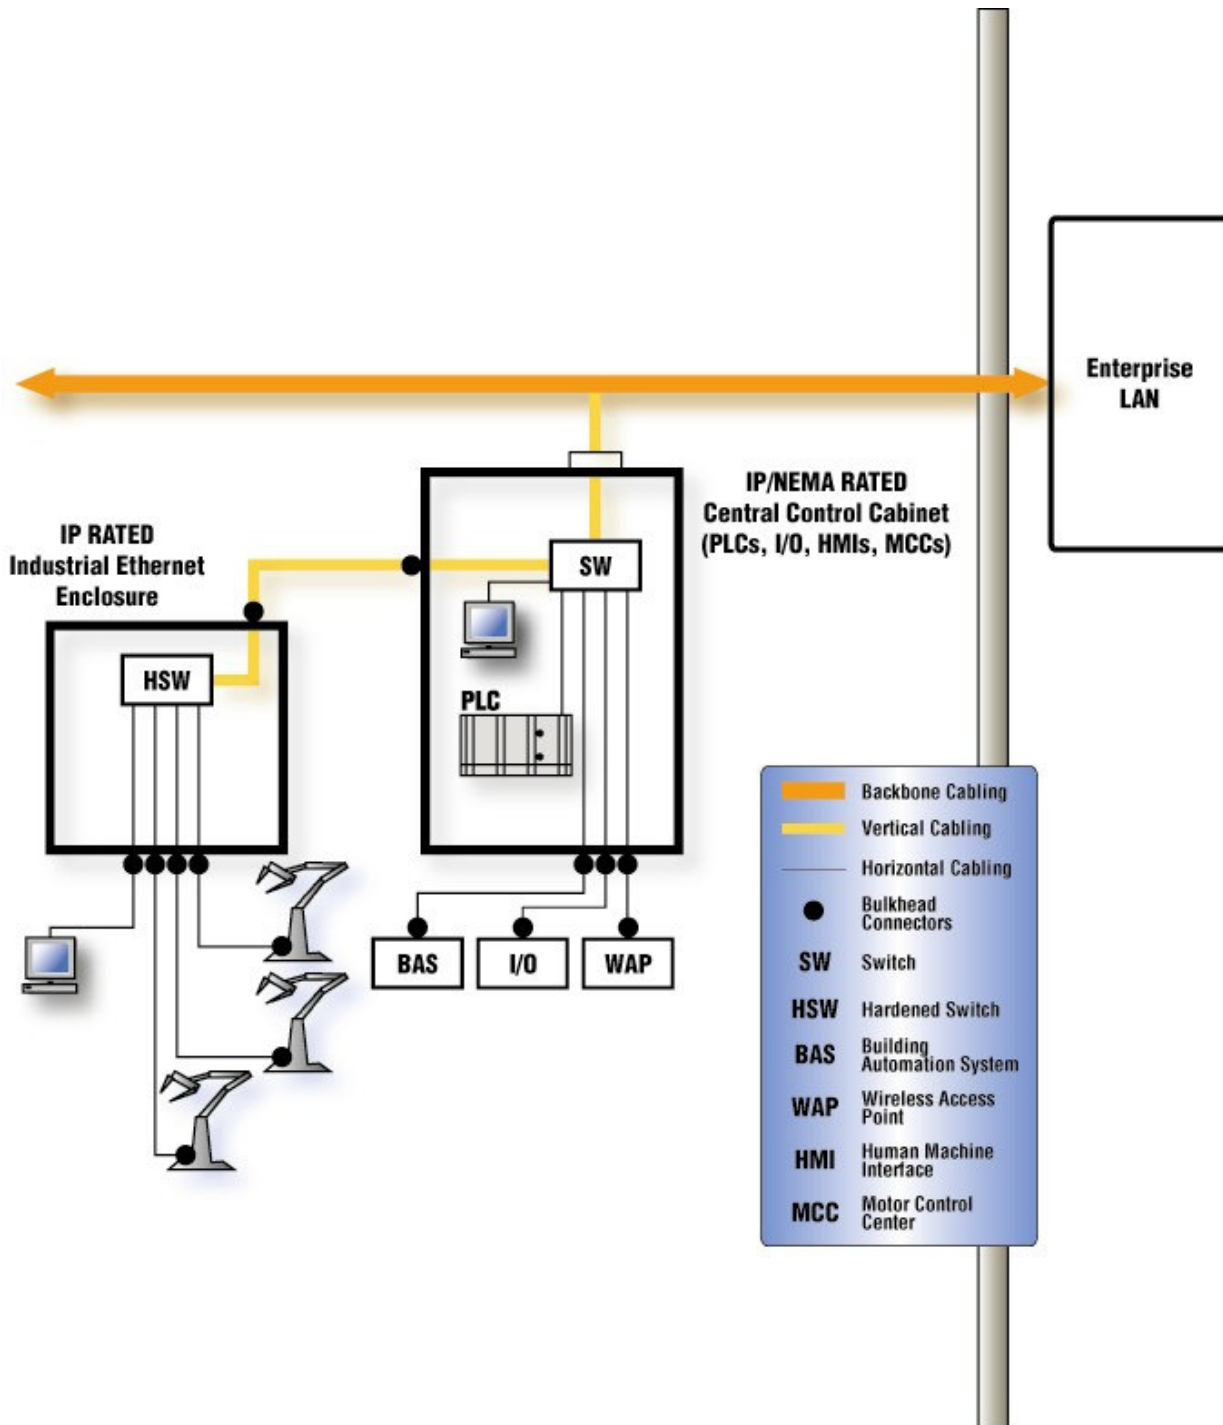 Enterprise
LAN
IP/NEMA RATED
Central Control Cabinet
(PLCs, I/O, HMIs, MCCs)
IP RATED
Industrial Ethernet
Enclosure
SW
HSW
PLC
BAS
I/O
WAP
Backbone Cabling
Vertical Cabling
Horizontal Cabling
Bulkhead
Connectors
SW Switch
HSW Hardened Switch
BAS Building
Automation System
WAP Wireless Access
Point
HMI Human Machine
Interface
MCC Motor Control
Center